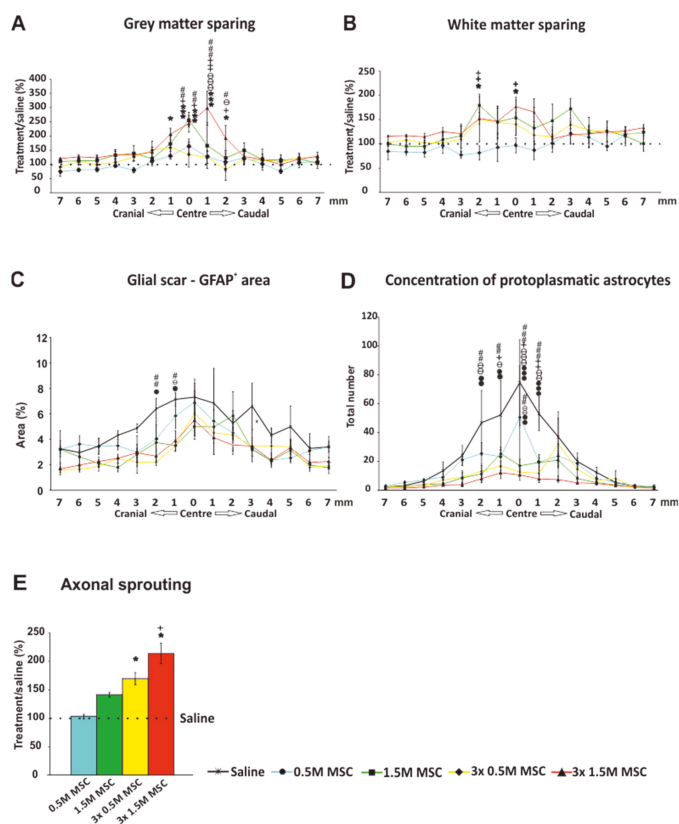 A
Grey matter sparing
Treatment/saline (%)
400
350
300
250
200
150
100
50
0
7 6 5 4 3 2 1 0 1 2 3 4 5 6 7 mm
Cranial Centre Caudal
B
White matter sparing
Treatment/saline (%)
250
200
150
100
50
0
7 6 5 4 3 2 1 0 1 2 3 4 5 6 7 mm
Cranial Centre Caudal
C
Glial scar - GFAP⁺ area
Area (%)
12
10
8
6
4
2
0
7 6 5 4 3 2 1 0 1 2 3 4 5 6 7 mm
Cranial Centre Caudal
D
Concentration of protoplasmatic astrocytes
Total number
120
100
80
60
40
20
0
7 6 5 4 3 2 1 0 1 2 3 4 5 6 7 mm
Cranial Centre Caudal
E
Axonal sprouting
Treatment/saline (%)
250
200
150
100
50
0
Saline
0.5M MSC
1.5M MSC
3x 0.5M MSC
3x 1.5M MSC
Saline 0.5M MSC 1.5M MSC 3x 0.5M MSC 3x 1.5M MSC